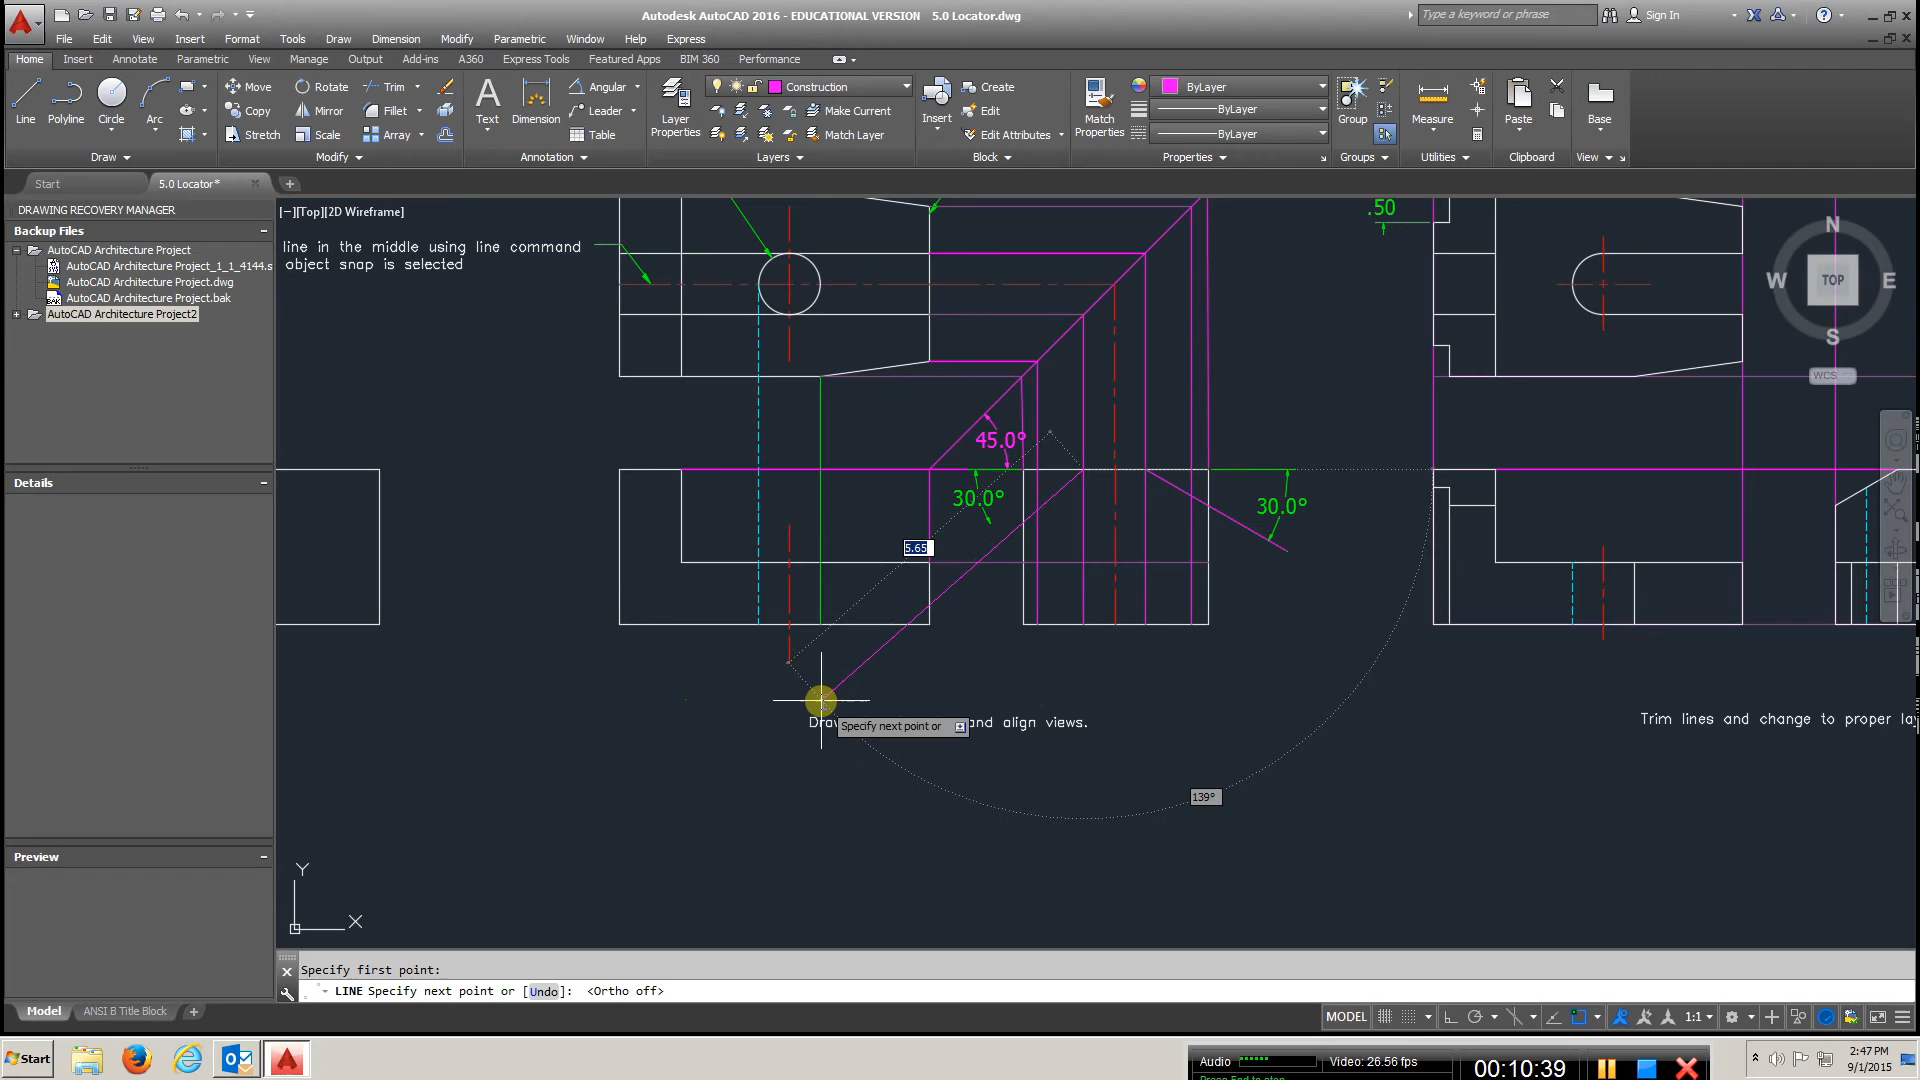 Autodesk AutoCAD 2016 - EDUCATIONAL VERSION 5.0 Locator.dwg
Type a keyword or phrase
Sign In
File Edit View Insert Format Tools Draw Dimension Modify Parametric Window Help Express
Home Insert Annotate Parametric View Manage Output Add-ins A360 Express Tools Featured Apps BIM 360 Performance
Line Polyline Circle Arc
Move Rotate Trim
Copy Mirror Fillet
Stretch Scale Array
Text Dimension
Angular
Leader
Table
Layer Properties
Construction
Make Current
Match Layer
Insert
Create
Edit
Edit Attributes
Match Properties
ByLayer
ByLayer
ByLayer
Group
Measure
Paste
Base
Draw Modify Annotation Layers Block Properties Groups Utilities Clipboard View
Start
5.0 Locator*
DRAWING RECOVERY MANAGER
Backup Files
AutoCAD Architecture Project
AutoCAD Architecture Project_1_1_4144.s
AutoCAD Architecture Project.dwg
AutoCAD Architecture Project.bak
AutoCAD Architecture Project2
Details
Preview
[−][Top][2D Wireframe]
line in the middle using line command
object snap is selected
.50
N
W TOP E
S
WCS
45.0°
30.0°
30.0°
5.65
Specify next point or
and align views.
Trim lines and change to proper
139°
Y
X
Specify first point:
LINE Specify next point or [Undo]: <Ortho off>
Model ANSI B Title Block
MODEL
1:1
Start
Audio
Video: 26.56 fps
00:10:39
2:47 PM
9/1/2015